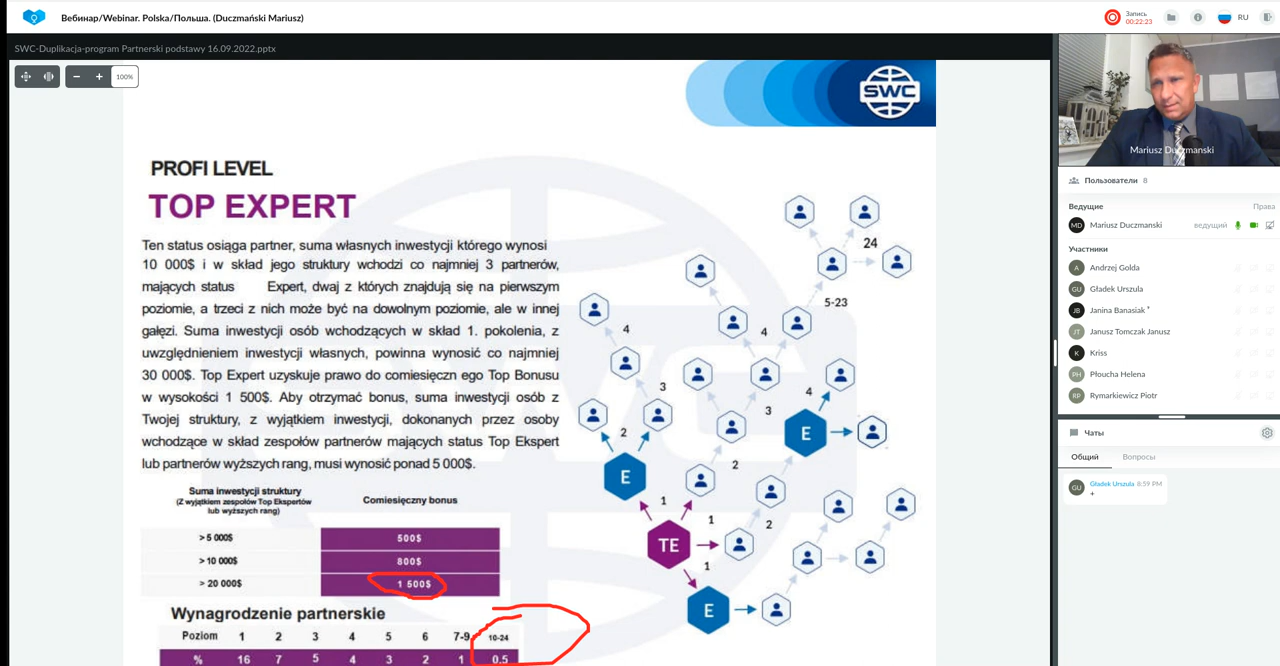 Вебинар/Webinar. Polska/Польша. (Duczmański Mariusz)
Запись
00:22:23
RU
SWC-Duplikacja-program Partnerski podstawy 16.09.2022.pptx
100%
SWC
PROFI LEVEL
TOP EXPERT
Ten status osiąga partner, suma własnych inwestycji którego wynosi
10 000$ i w skład jego struktury wchodzi co najmniej 3 partnerów,
mających status Expert, dwaj z których znajdują się na pierwszym
poziomie, a trzeci z nich może być na dowolnym poziomie, ale w innej
gałęzi. Suma inwestycji osób wchodzących w skład 1. pokolenia, z
uwzględnieniem inwestycji własnych, powinna wynosić co najmniej
30 000$. Top Expert uzyskuje prawo do comiesięczn ego Top Bonusu
w wysokości 1 500$. Aby otrzymać bonus, suma inwestycji osób z
Twojej struktury, z wyjątkiem inwestycji, dokonanych przez osoby
wchodzące w skład zespołów partnerów mających status Top Ekspert
lub partnerów wyższych rang, musi wynosić ponad 5 000$.
Suma inwestycji struktury
(Z wyjątkiem zespołów Top Ekspertów
lub wyższych rang)
Comiesięczny bonus
> 5 000$ 500$
> 10 000$ 800$
> 20 000$ 1 500$
Wynagrodzenie partnerskie
Poziom 1 2 3 4 5 6 7-9 10-24
% 16 7 5 4 3 2 1 0.5
24
5-23
4
4
3
4
3
E
2
E
2
1
1
2
TE
1
E
Mariusz Duczmanski
Пользователи 8
Ведущие Права
MD Mariusz Duczmanski ведущий
Участники
A Andrzej Golda
GU Gładek Urszula
JB Janina Banasiak *
JT Janusz Tomczak Janusz
K Kriss
PH Płoucha Helena
RP Rymarkiewicz Piotr
Чаты
Общий Вопросы
GU Gładek Urszula 8:59 PM
+